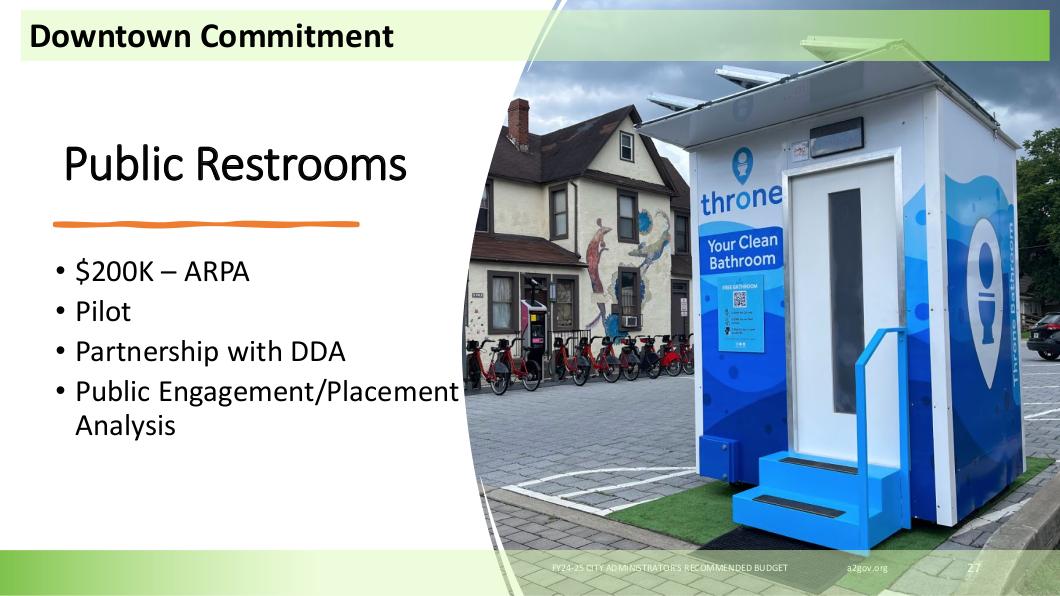 Downtown Commitment
Public Restrooms
• $200K – ARPA
• Pilot
• Partnership with DDA
• Public Engagement/Placement
Analysis
throne
Your Clean
Bathroom
FREE BATHROOM
Throne Bathroom
FY24-25 CITY ADMINISTRATOR'S RECOMMENDED BUDGET
a2gov.org
27